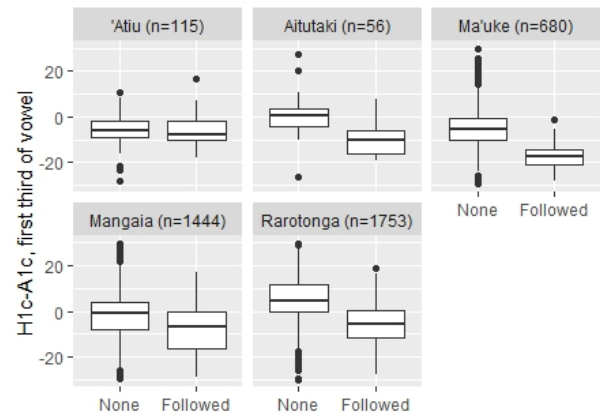 'Atiu (n=115)
Aitutaki (n=56)
Ma'uke (n=680)
20
0
-20
None Followed
Mangaia (n=1444)
Rarotonga (n=1753)
20
0
-20
None Followed
None Followed
H1c-A1c, first third of vowel